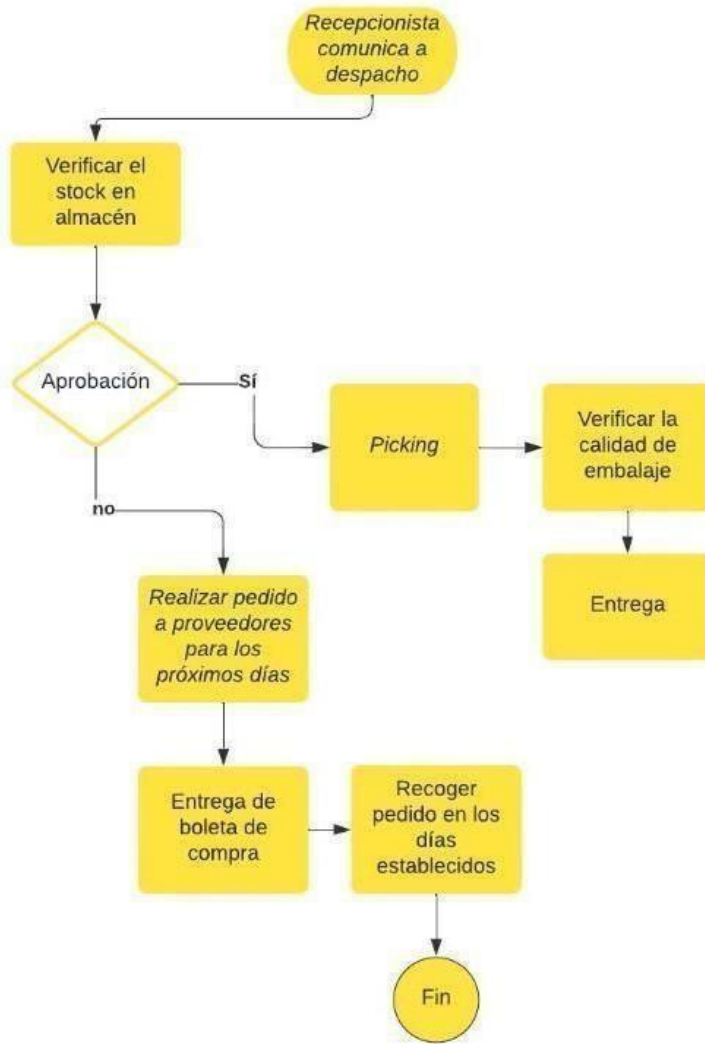 Recepcionista
comunica a
despacho
Verificar el
stock en
almacén
Aprobación
Sí
Picking
Verificar la
calidad de
embalaje
Entrega
no
Realizar pedido
a proveedores
para los
próximos días
Entrega de
boleta de
compra
Recoger
pedido en los
días
establecidos
Fin